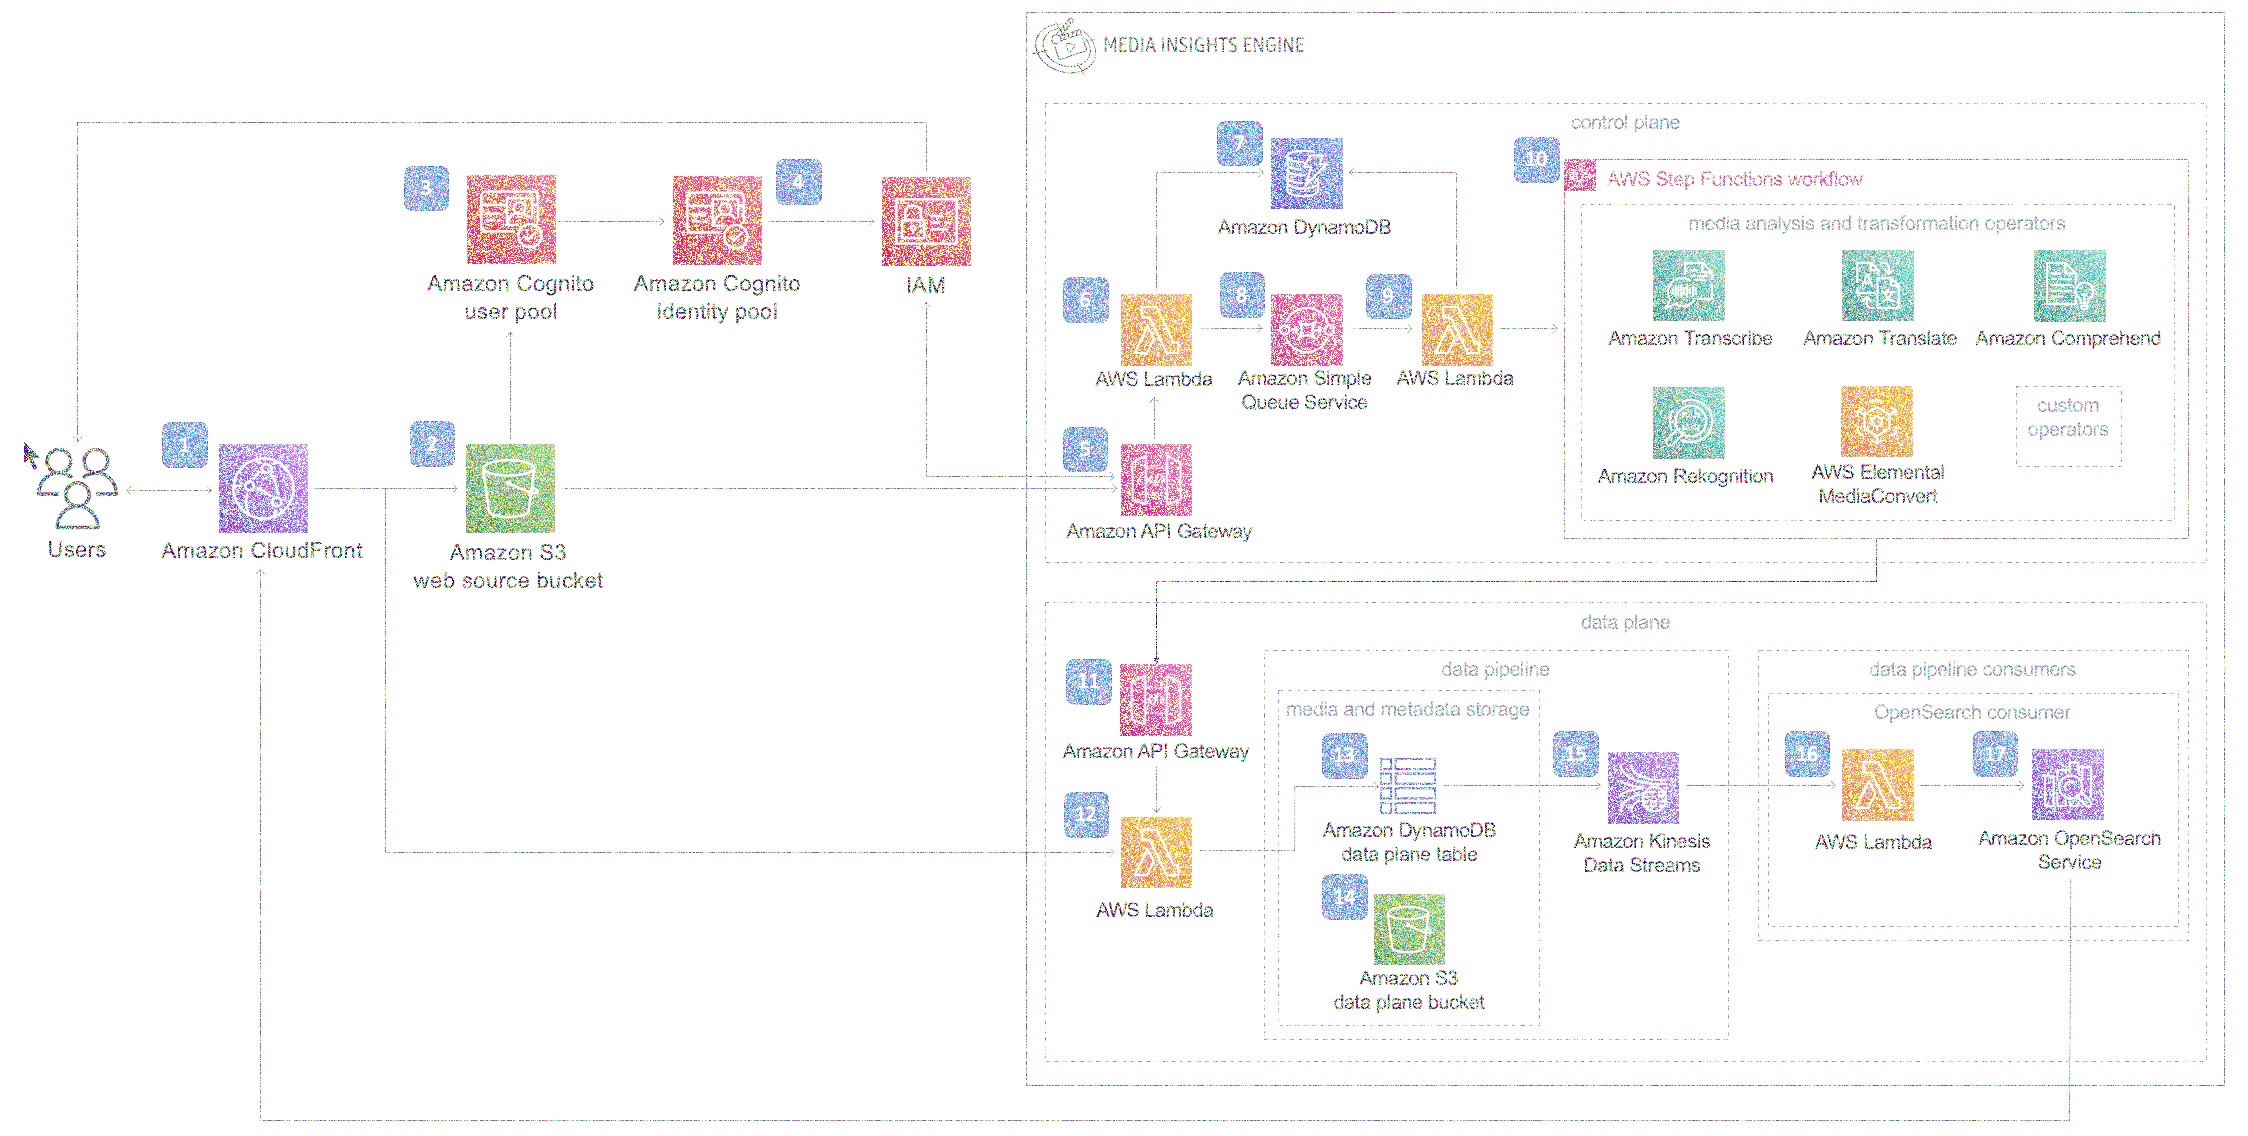 MEDIA INSIGHTS ENGINE
control plane
7
10
3
4
AWS Step Functions workflow
Amazon DynamoDB
media analysis and transformation operators
Amazon Cognito
user pool
Amazon Cognito
identity pool
IAM
6
8
9
Amazon Transcribe
Amazon Translate
Amazon Comprehend
AWS Lambda
Amazon Simple
Queue Service
AWS Lambda
custom
operators
1
2
5
Amazon Rekognition
AWS Elemental
MediaConvert
Users
Amazon CloudFront
Amazon S3
web source bucket
Amazon API Gateway
data plane
11
data pipeline
data pipeline consumers
media and metadata storage
OpenSearch consumer
Amazon API Gateway
13
15
16
17
12
Amazon DynamoDB
data plane table
Amazon Kinesis
Data Streams
AWS Lambda
Amazon OpenSearch
Service
14
AWS Lambda
Amazon S3
data plane bucket